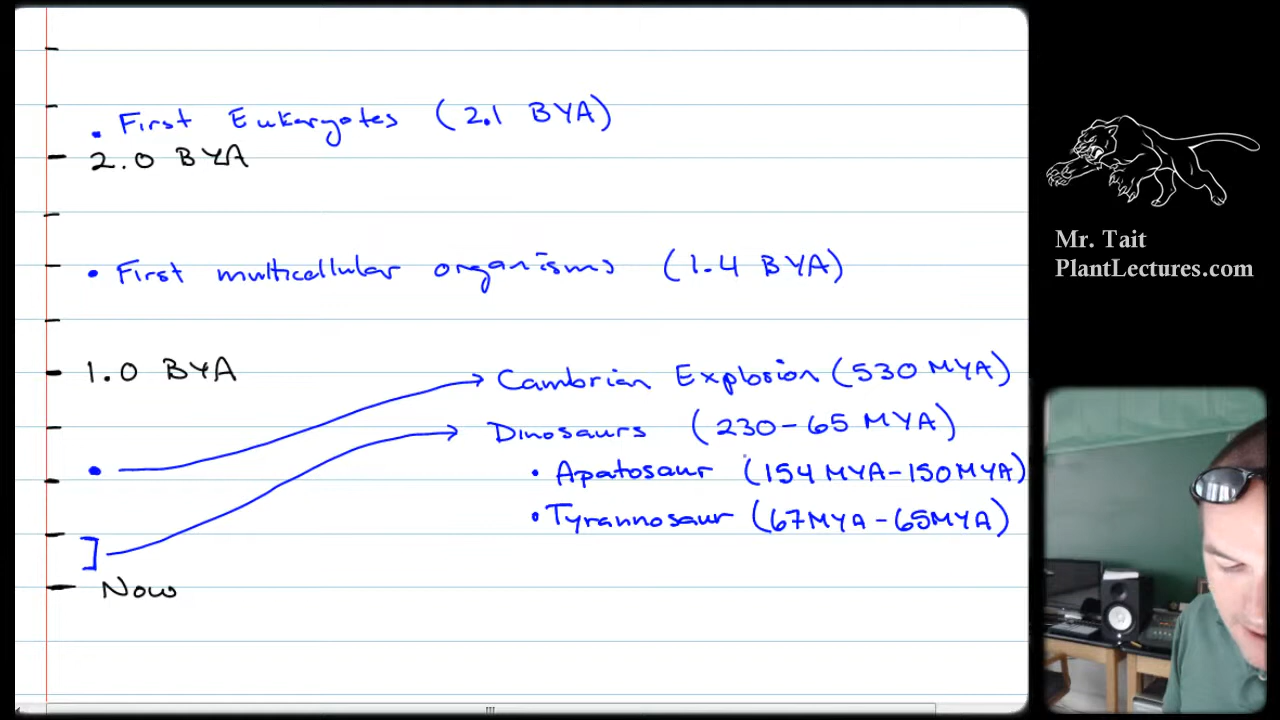 • First Eukaryotes (2.1 BYA)
2.0 BYA
• First multicellular organisms (1.4 BYA)
1.0 BYA
Cambrian Explosion (530 MYA)
Dinosaurs (230-65 MYA)
• Apatosaur (154 MYA-150 MYA)
• Tyrannosaur (67 MYA-65 MYA)
Now
Mr. Tait
PlantLectures.com